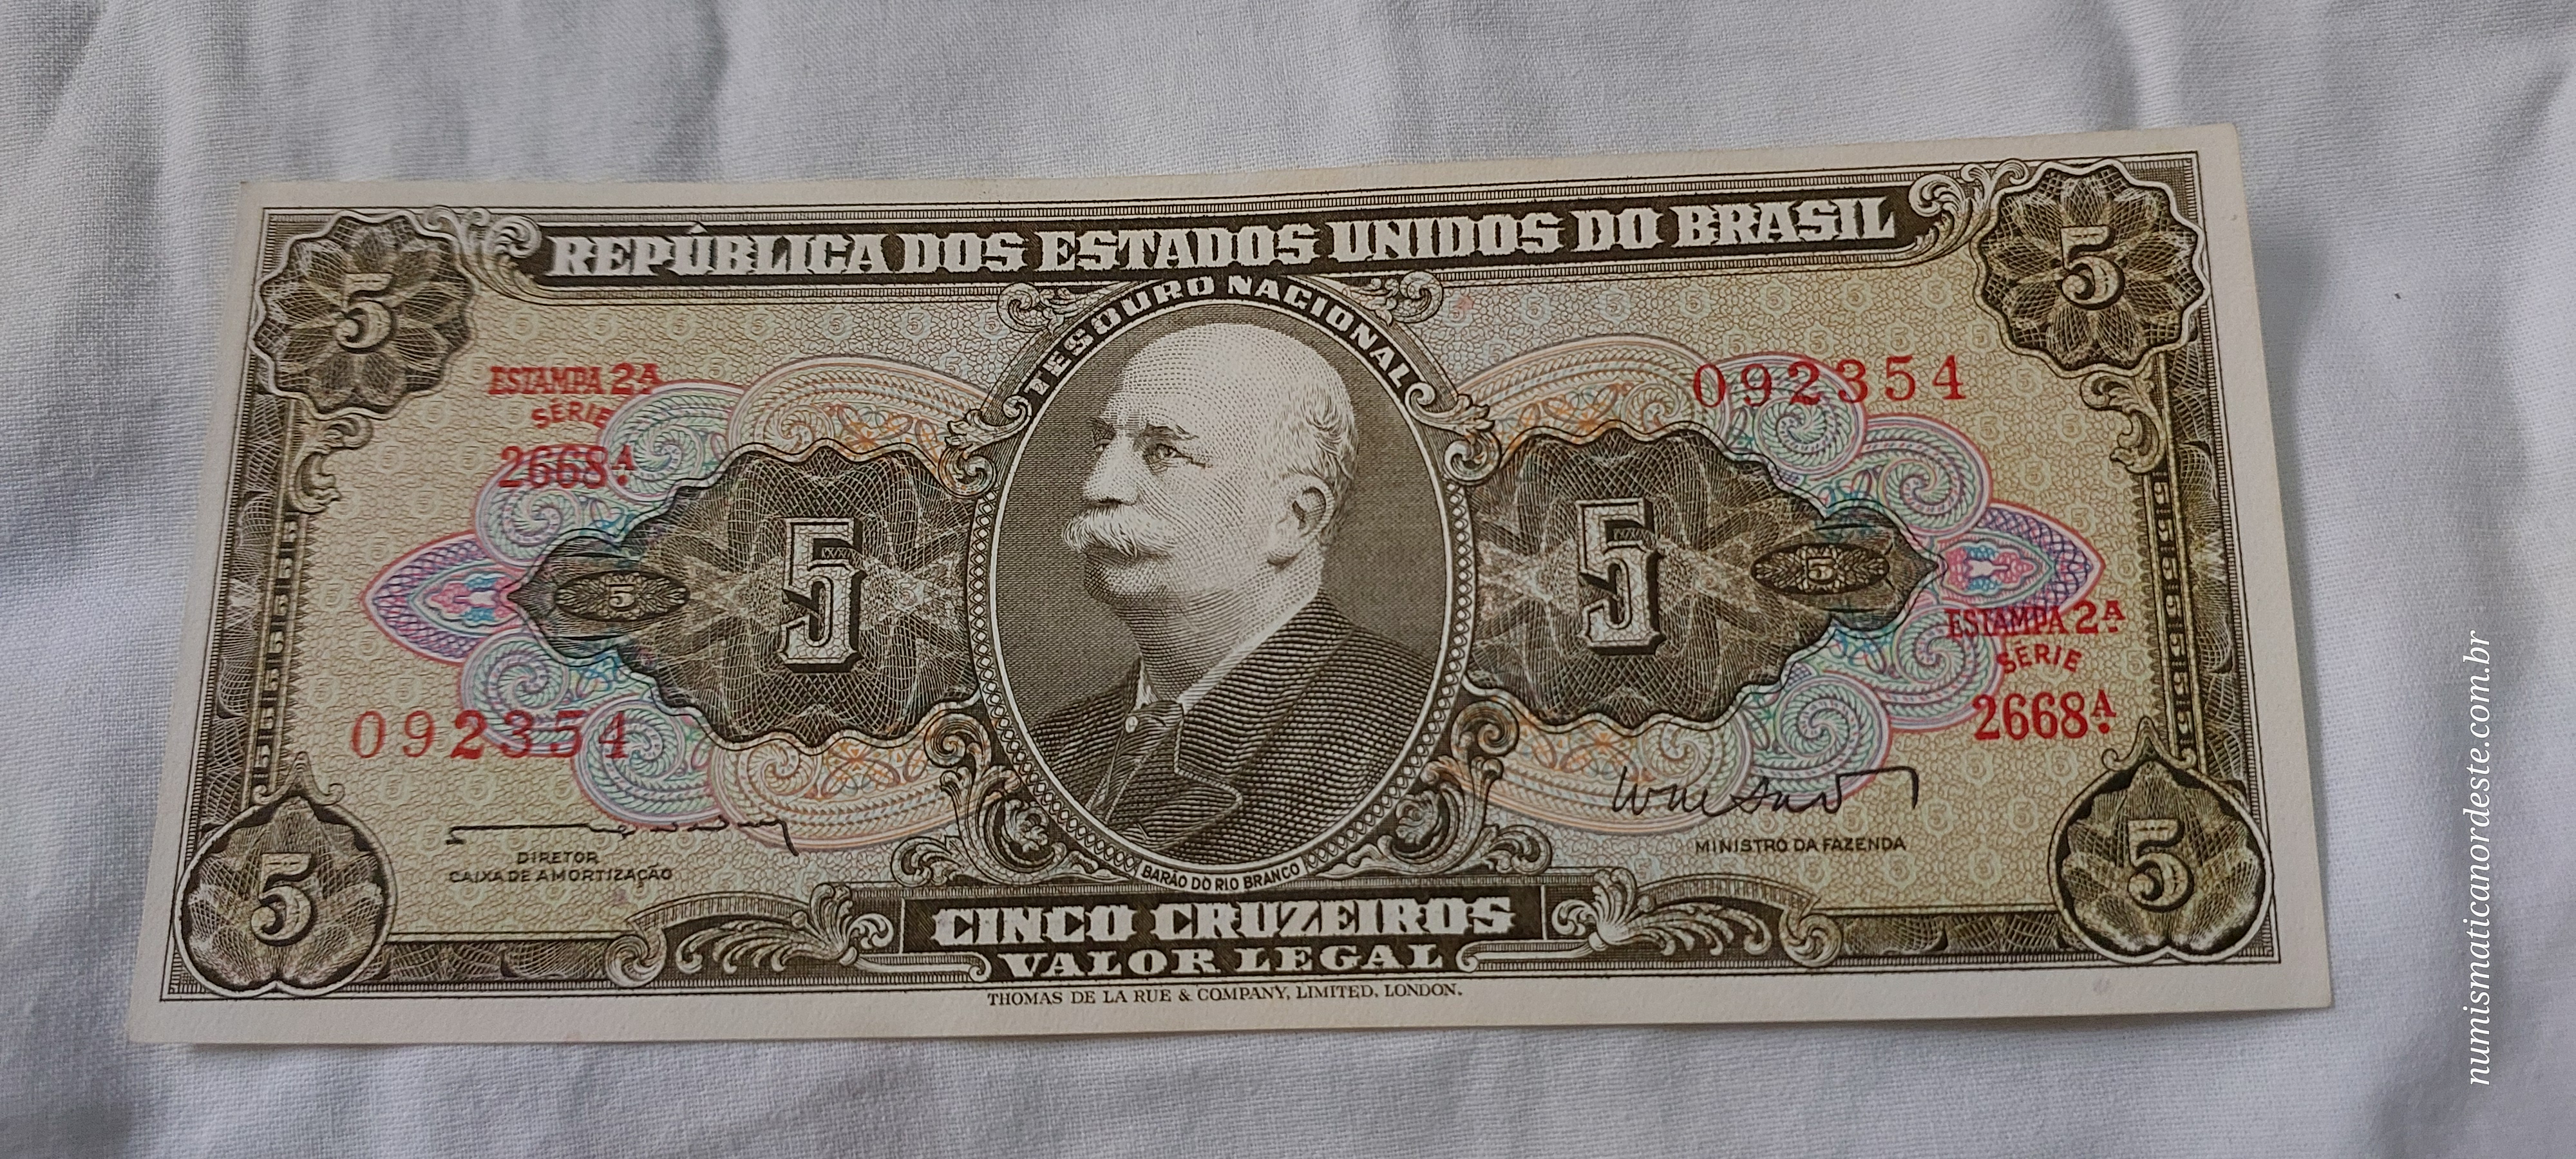 REPÚBLICA DOS ESTADOS UNIDOS DO BRASIL
TESOURO NACIONAL
5
5
ESTAMPA 2A
SÉRIE
2668A
092354
5
5
5
5
092354
ESTAMPA 2A
SÉRIE
2668A
DIRETOR
CAIXA DE AMORTIZAÇÃO
MINISTRO DA FAZENDA
BARÃO DO RIO BRANCO
5
5
CINCO CRUZEIROS
VALOR LEGAL
THOMAS DE LA RUE & COMPANY, LIMITED, LONDON.
numismaticanordeste.com.br